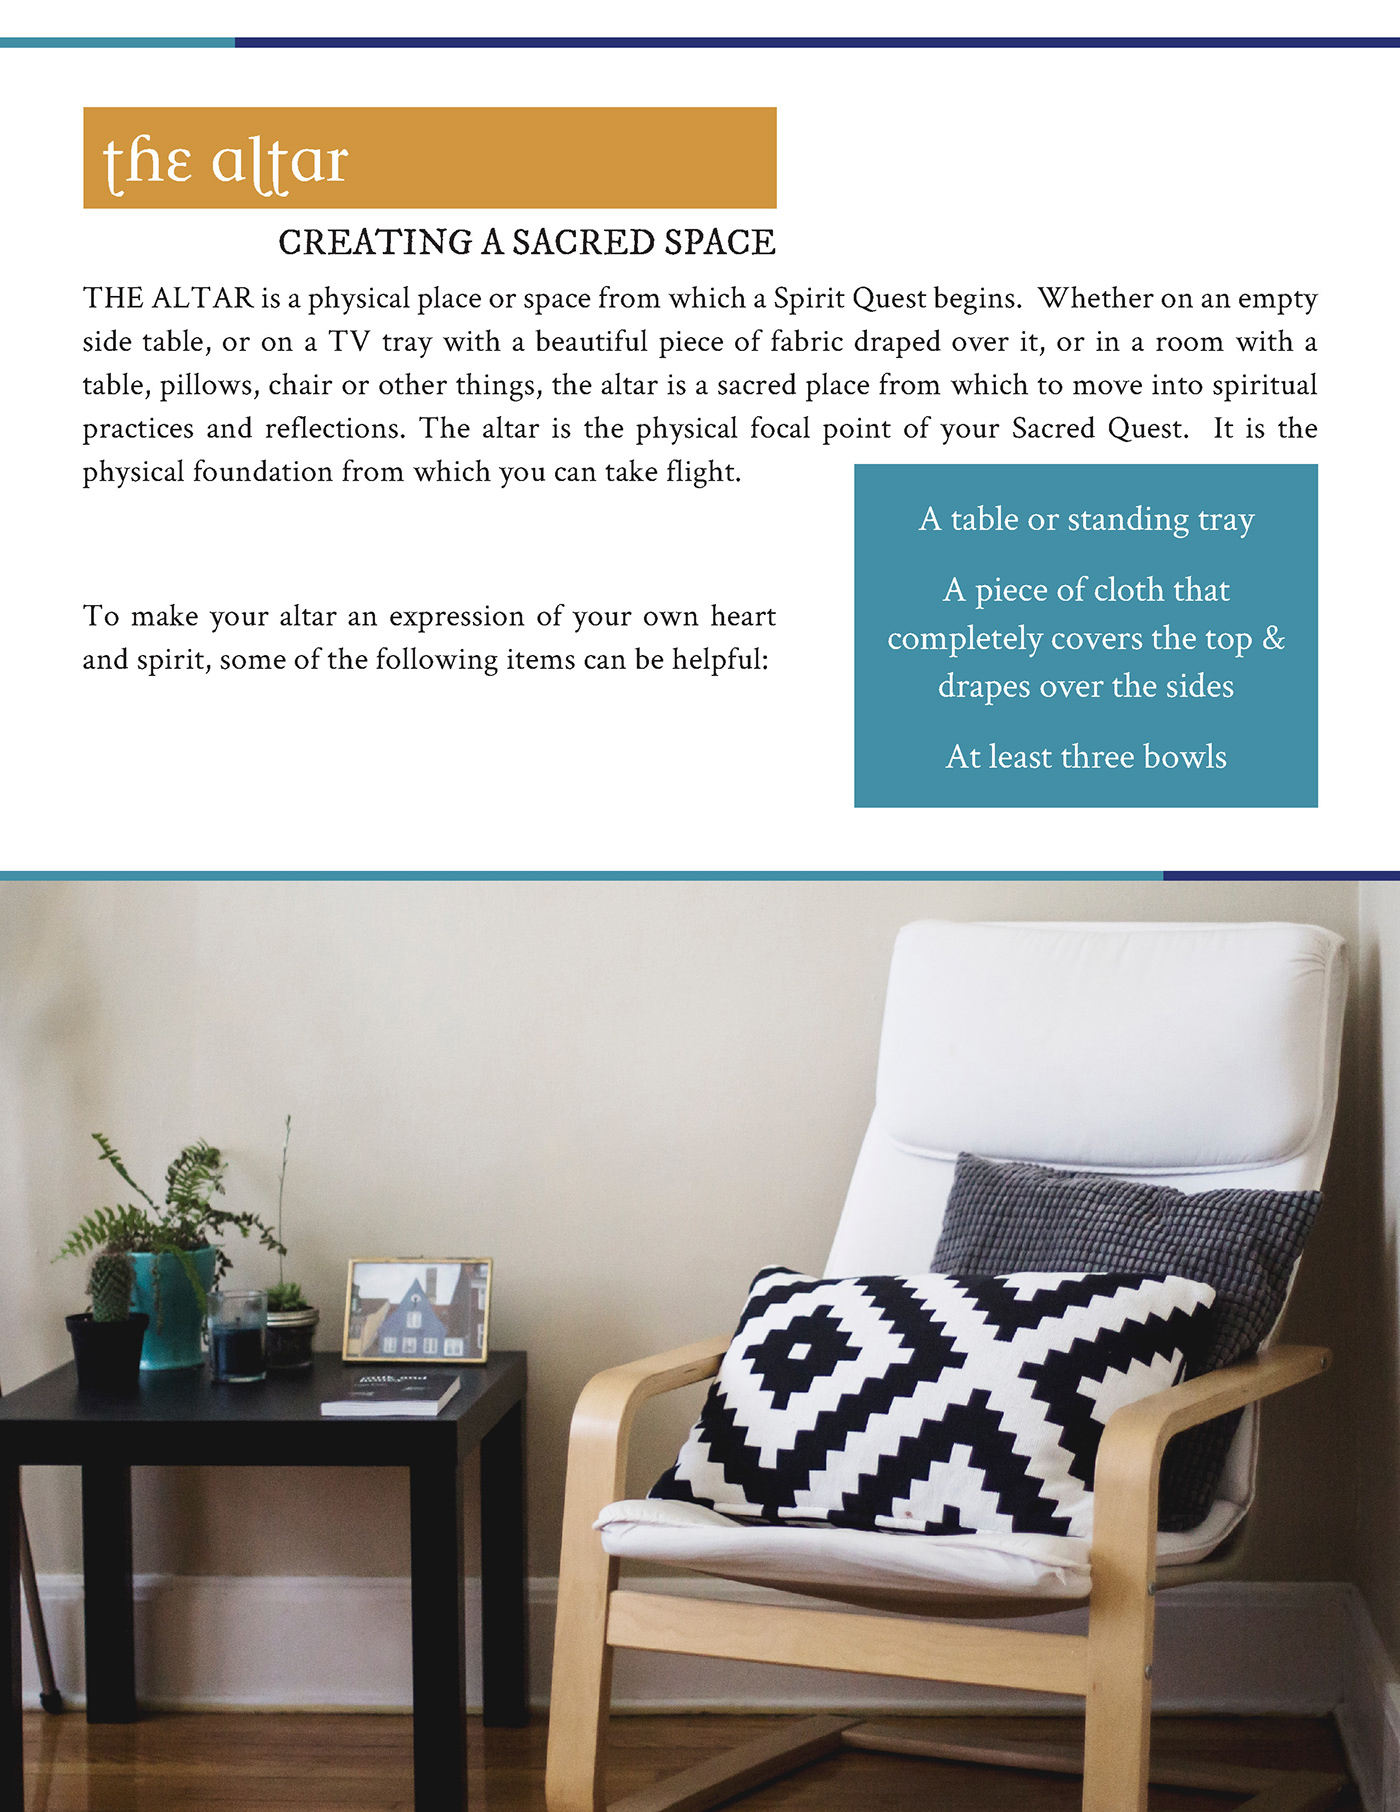 the altar
CREATING A SACRED SPACE
THE ALTAR is a physical place or space from which a Spirit Quest begins.  Whether on an empty
side table, or on a TV tray with a beautiful piece of fabric draped over it, or in a room with a
table, pillows, chair or other things, the altar is a sacred place from which to move into spiritual
practices and reflections. The altar is the physical focal point of your Sacred Quest.  It is the
physical foundation from which you can take flight.
To make your altar an expression of your own heart
and spirit, some of the following items can be helpful:
A table or standing tray
A piece of cloth that
completely covers the top &
drapes over the sides
At least three bowls